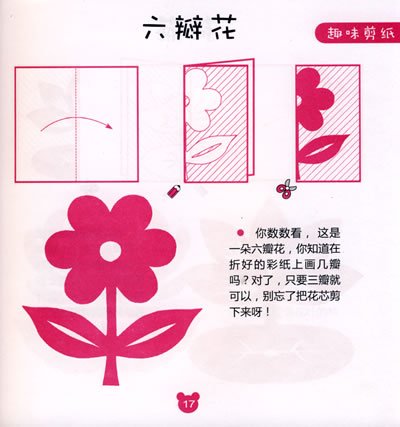 六瓣花
趣味剪纸
● 你数数看，这是
一朵六瓣花，你知道在
折好的彩纸上画几瓣
吗？对了，只要三瓣就
可以，别忘了把花芯剪
下来呀！
17